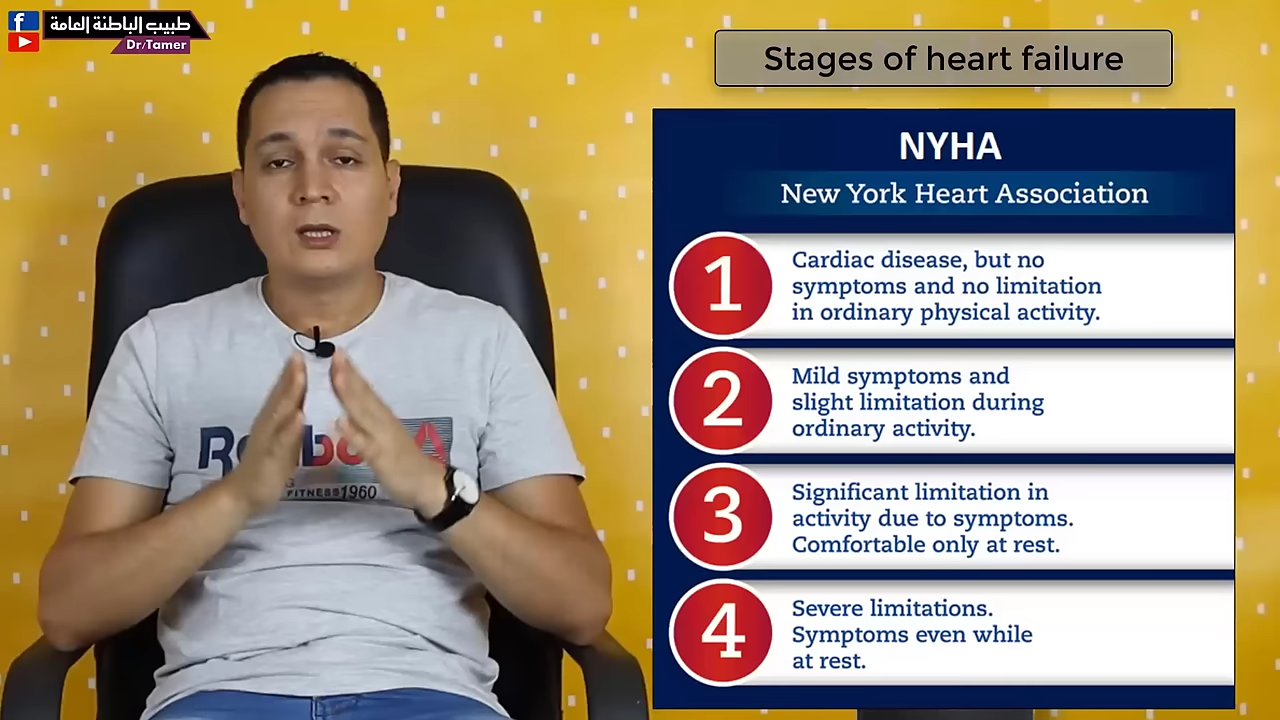 طبيب الباطنة العامة
Dr/Tamer
Stages of heart failure
NYHA
New York Heart Association
1
Cardiac disease, but no
symptoms and no limitation
in ordinary physical activity.
2
Mild symptoms and
slight limitation during
ordinary activity.
3
Significant limitation in
activity due to symptoms.
Comfortable only at rest.
4
Severe limitations.
Symptoms even while
at rest.
FITNESS1960